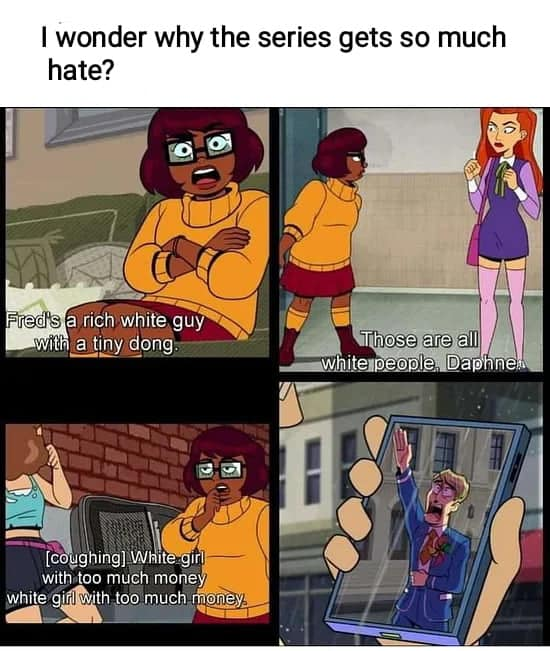 I wonder why the series gets so much
hate?
Fred's a rich white guy
with a tiny dong.
Those are all
white people, Daphne.
[coughing] White girl
with too much money
white girl with too much money.